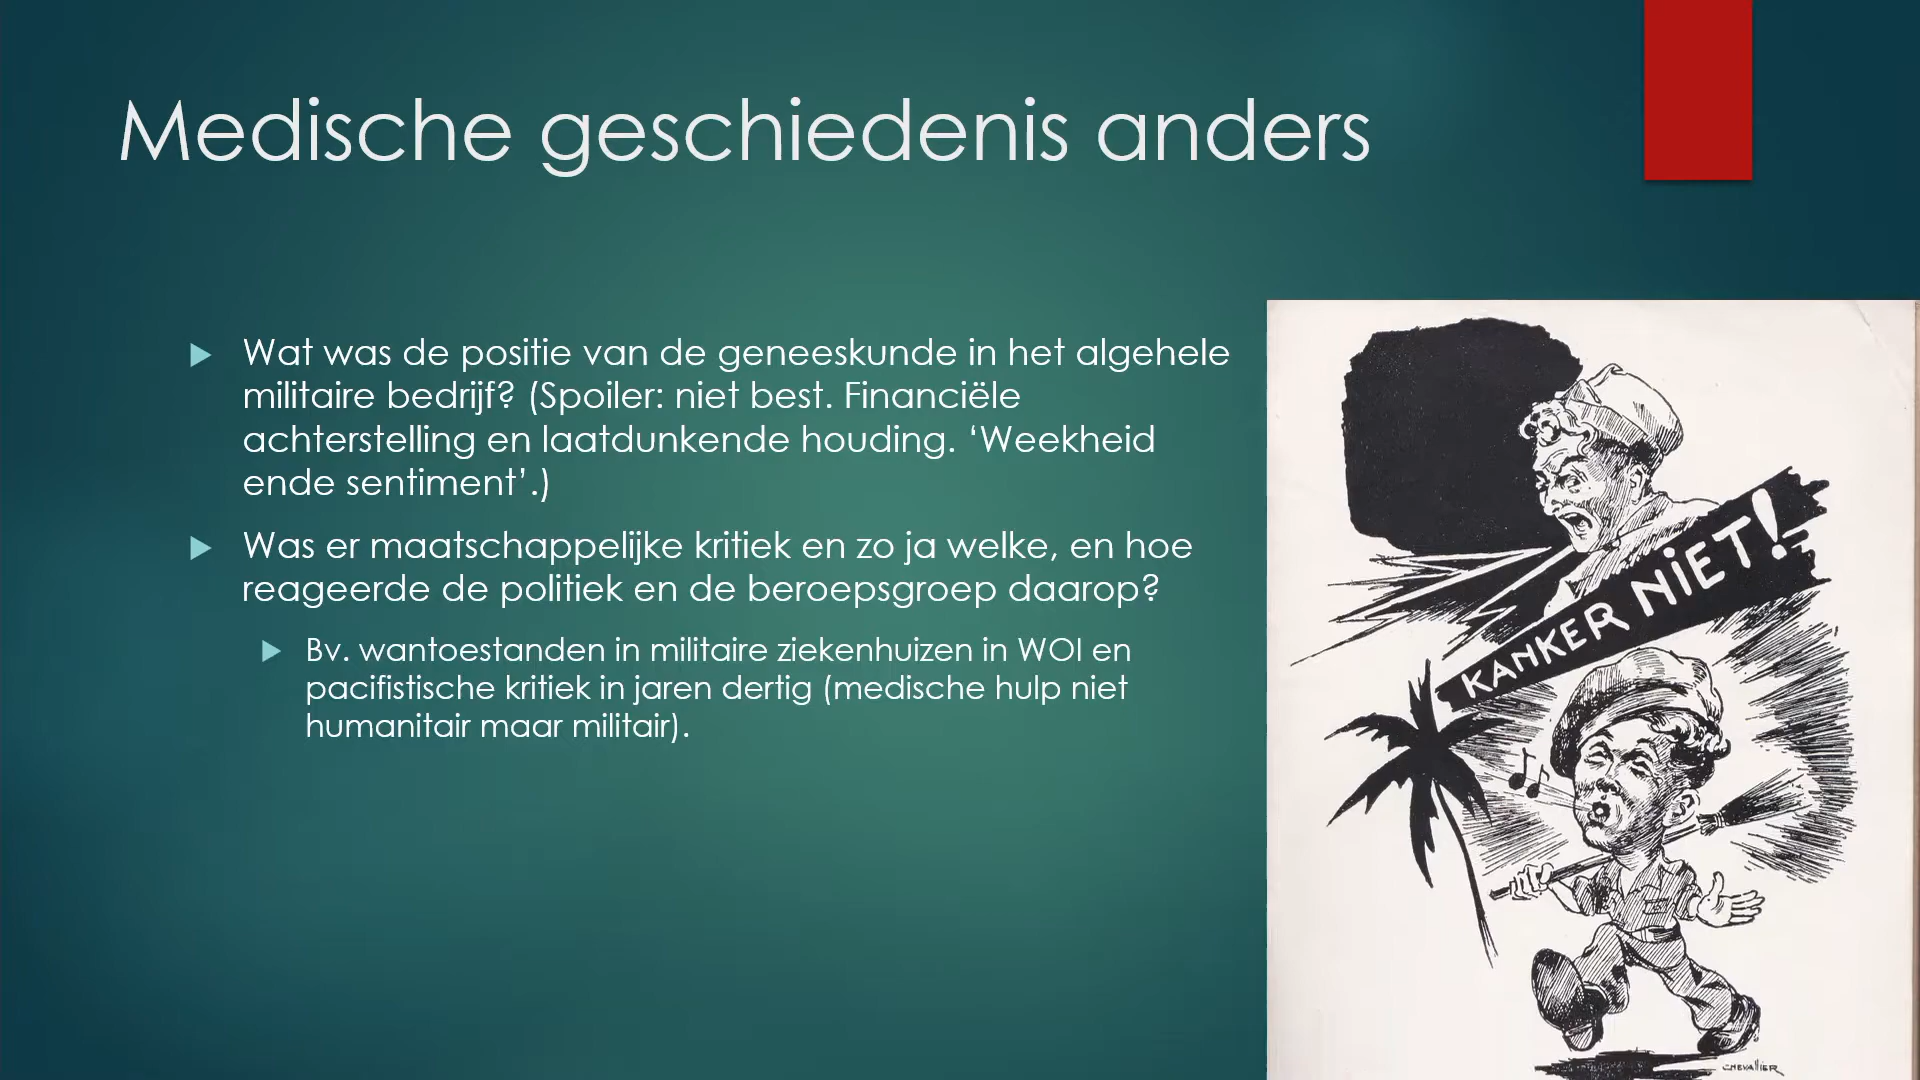 Medische geschiedenis anders
Wat was de positie van de geneeskunde in het algehele
militaire bedrijf? (Spoiler: niet best. Financiële
achterstelling en laatdunkende houding. ‘Weekheid
ende sentiment’.)
Was er maatschappelijke kritiek en zo ja welke, en hoe
reageerde de politiek en de beroepsgroep daarop?
Bv. wantoestanden in militaire ziekenhuizen in WOI en
pacifistische kritiek in jaren dertig (medische hulp niet
humanitair maar militair).
KANKER NiET!
CHEVAllIER